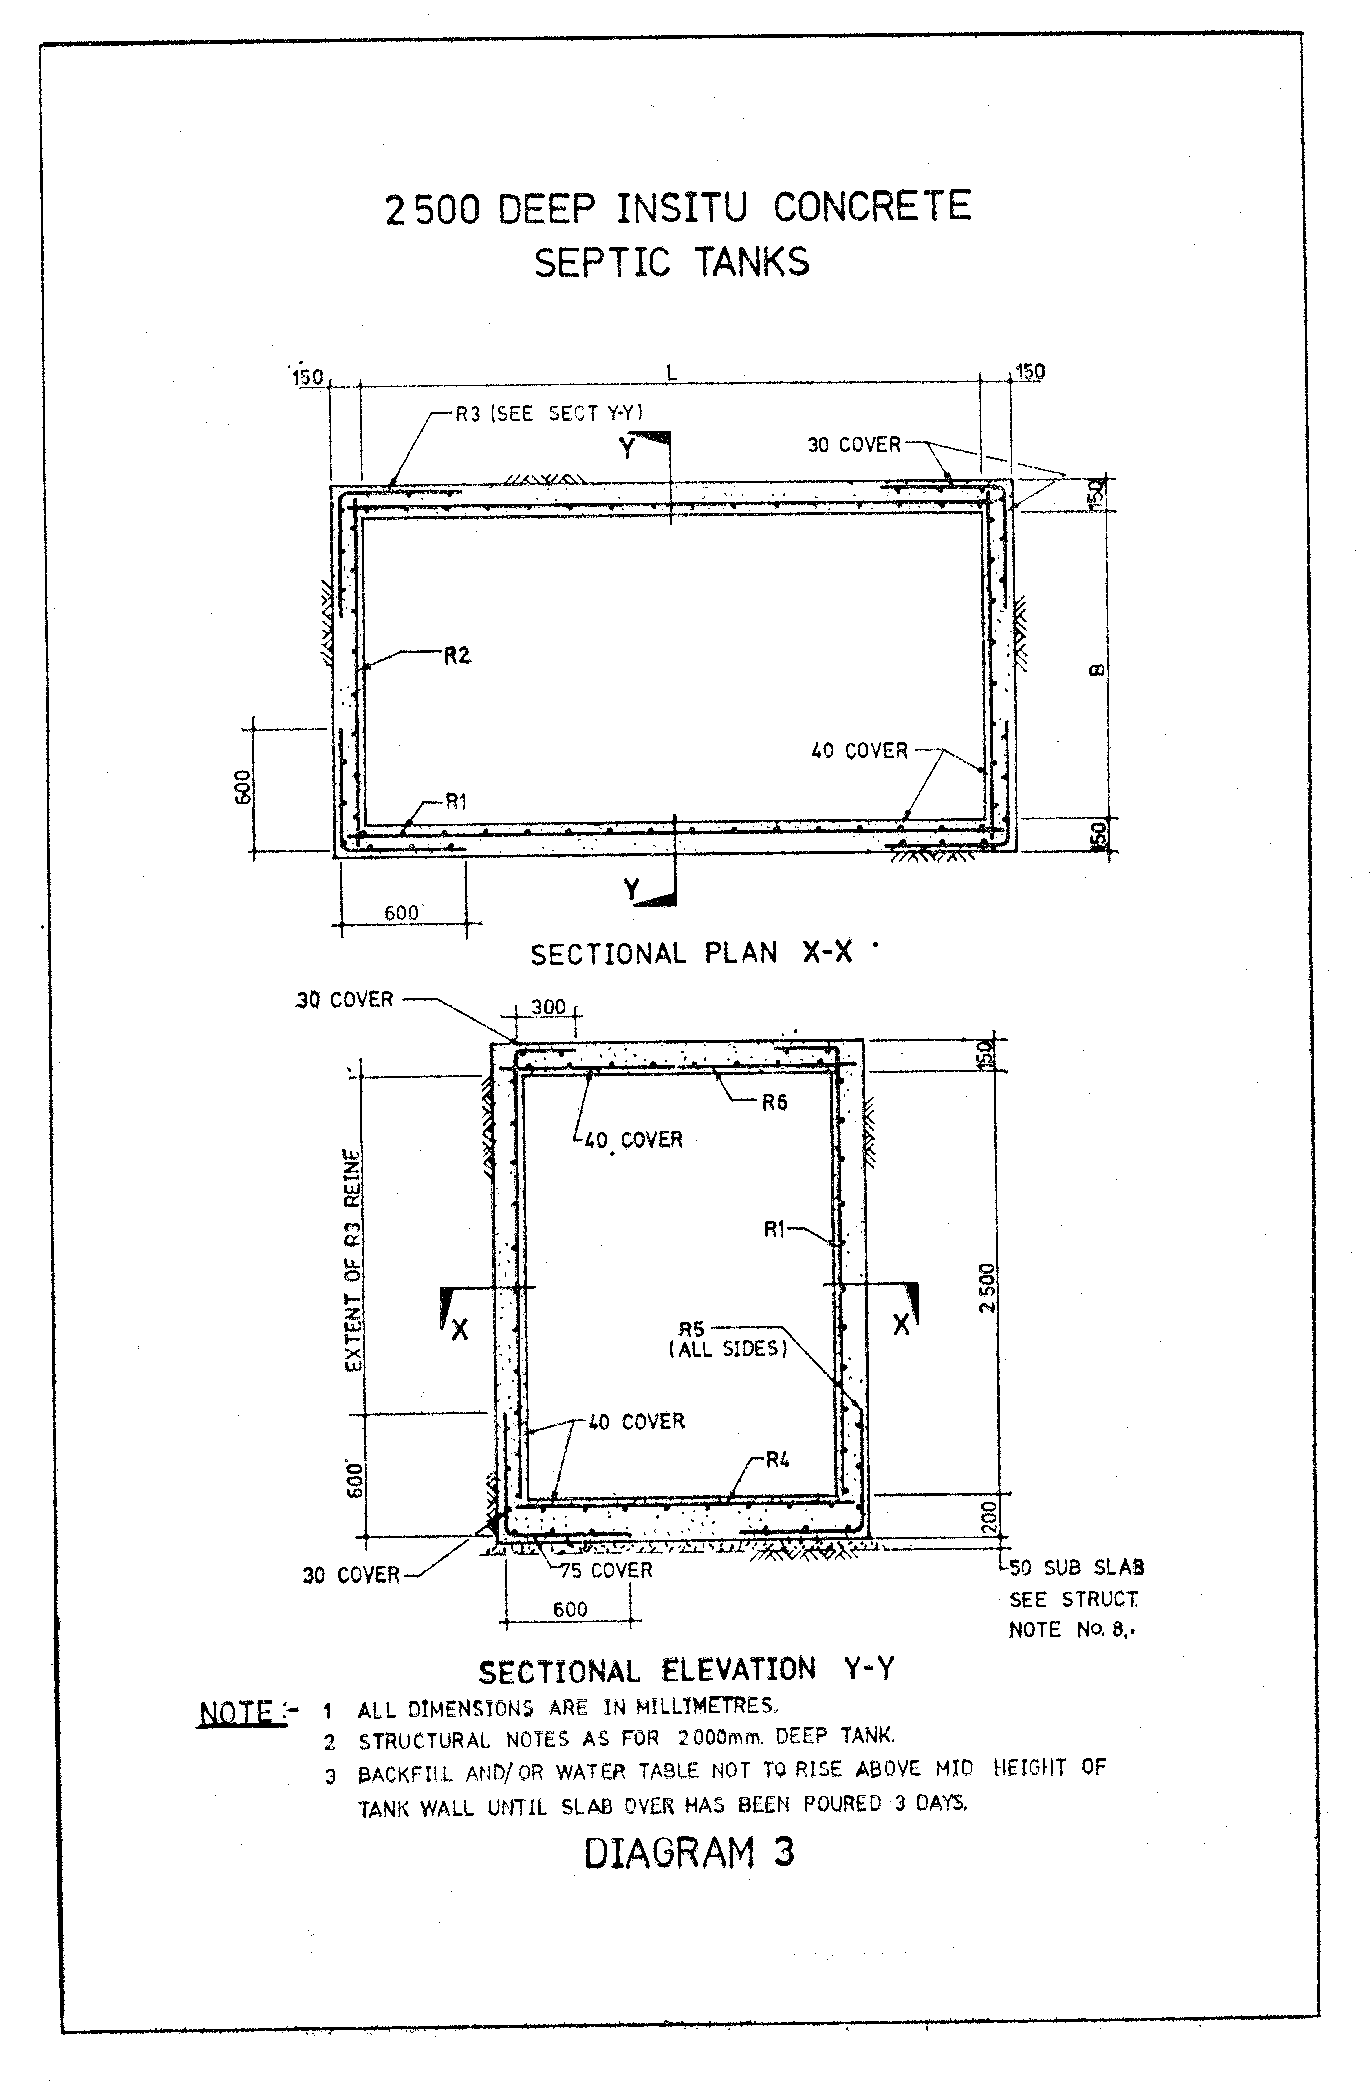 2500 DEEP INSITU CONCRETE
SEPTIC TANKS
150
L
150
R3 (SEE SECT Y-Y)
Y
30 COVER
150
R2
B
40 COVER
600
R1
150
Y
600
SECTIONAL PLAN X-X
30 COVER
300
150
R6
40 COVER
EXTENT OF R3 REINF
R1
2500
X
X
R5
(ALL SIDES)
40 COVER
R4
600
200
30 COVER
75 COVER
50 SUB SLAB
SEE STRUCT
NOTE No. 8,.
600
SECTIONAL ELEVATION Y-Y
NOTE:- 1 ALL DIMENSIONS ARE IN MILLIMETRES.
2 STRUCTURAL NOTES AS FOR 2000mm. DEEP TANK.
3 BACKFILL AND/OR WATER TABLE NOT TO RISE ABOVE MID HEIGHT OF
TANK WALL UNTIL SLAB OVER HAS BEEN POURED 3 DAYS.
DIAGRAM 3